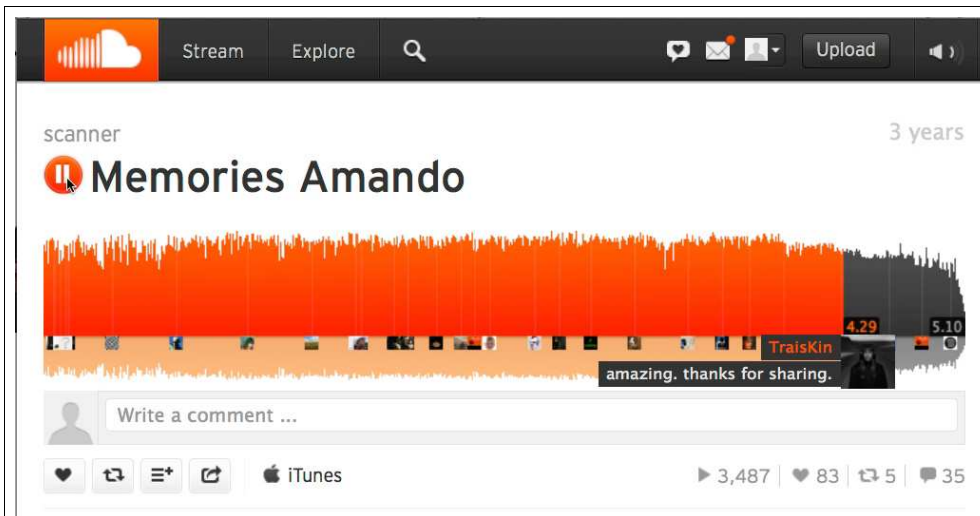 Stream Explore Upload
scanner 3 years
Memories Amando
4.29 5.10
TraisKin
amazing. thanks for sharing.
Write a comment ...
iTunes 3,487 83 5 35